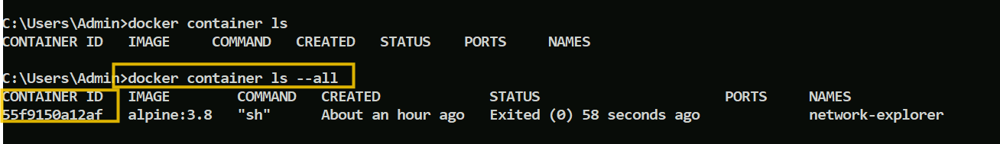 C:\Users\Admin>docker container ls
CONTAINER ID   IMAGE     COMMAND   CREATED   STATUS    PORTS     NAMES
C:\Users\Admin>docker container ls --all
CONTAINER ID   IMAGE        COMMAND   CREATED             STATUS                      PORTS     NAMES
55f9150a12af   alpine:3.8   "sh"      About an hour ago   Exited (0) 58 seconds ago             network-explorer